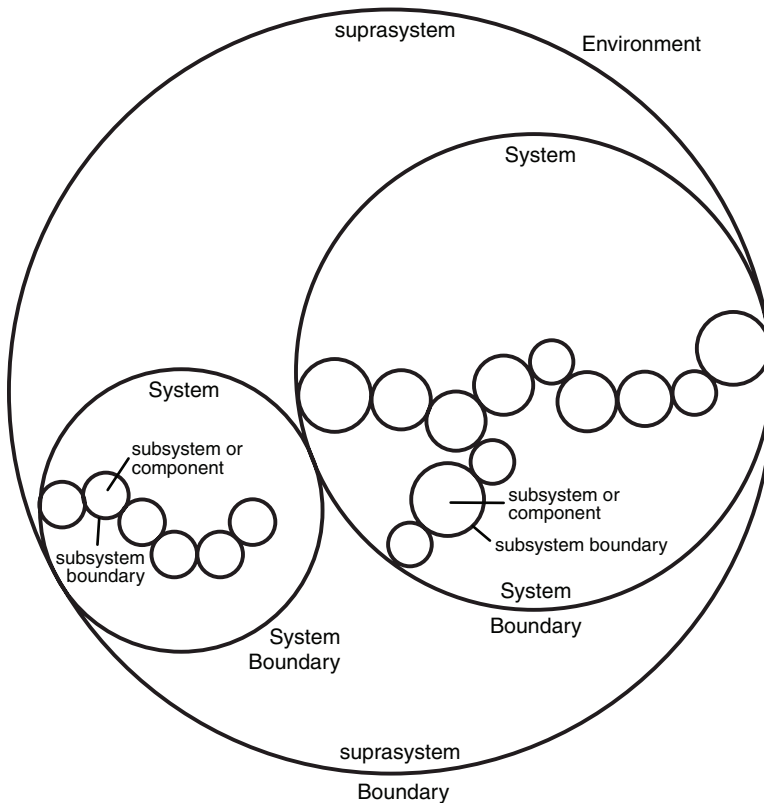 suprasystem
Environment
System
System
subsystem or
component
subsystem
boundary
subsystem or
component
subsystem boundary
System
Boundary
System
Boundary
suprasystem
Boundary